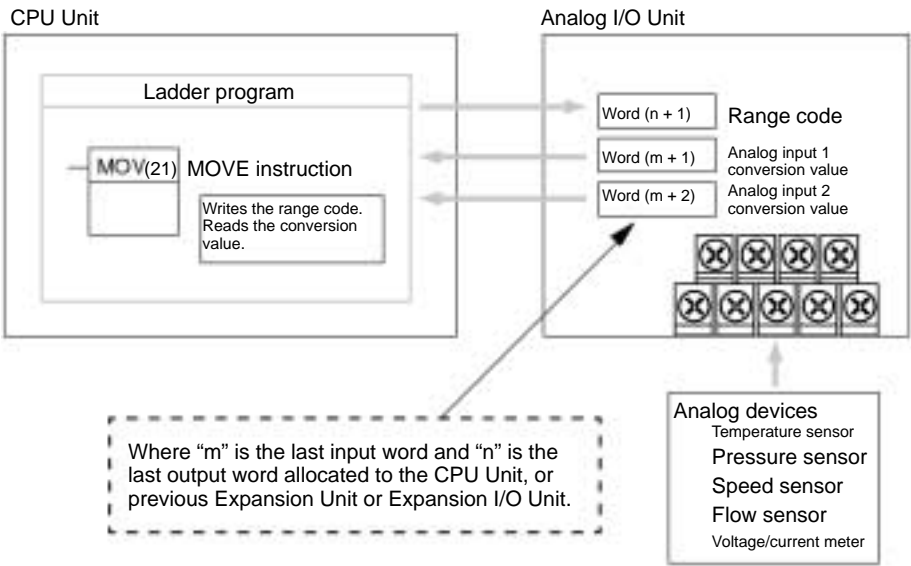 CPU Unit
Analog I/O Unit
Ladder program
MOV(21) MOVE instruction
Writes the range code.
Reads the conversion
value.
Word (n + 1) Range code
Word (m + 1) Analog input 1
conversion value
Word (m + 2) Analog input 2
conversion value
Where “m” is the last input word and “n” is the
last output word allocated to the CPU Unit, or
previous Expansion Unit or Expansion I/O Unit.
Analog devices
Temperature sensor
Pressure sensor
Speed sensor
Flow sensor
Voltage/current meter